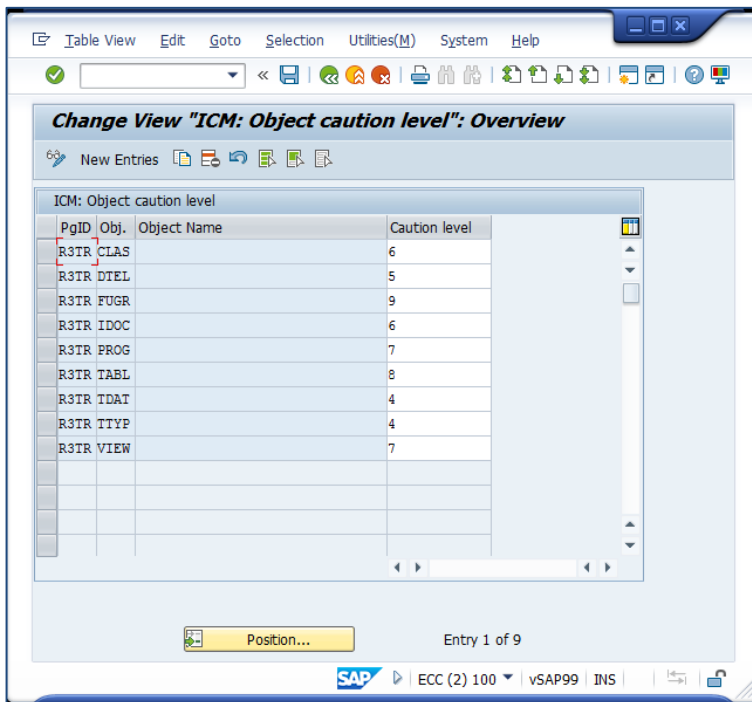 Table View Edit Goto Selection Utilities(M) System Help
Change View "ICM: Object caution level": Overview
New Entries
ICM: Object caution level
PgID Obj. Object Name Caution level
R3TR CLAS 6
R3TR DTEL 5
R3TR FUGR 9
R3TR IDOC 6
R3TR PROG 7
R3TR TABL 8
R3TR TDAT 4
R3TR TTYP 4
R3TR VIEW 7
Position... Entry 1 of 9
SAP ECC (2) 100 vSAP99 INS